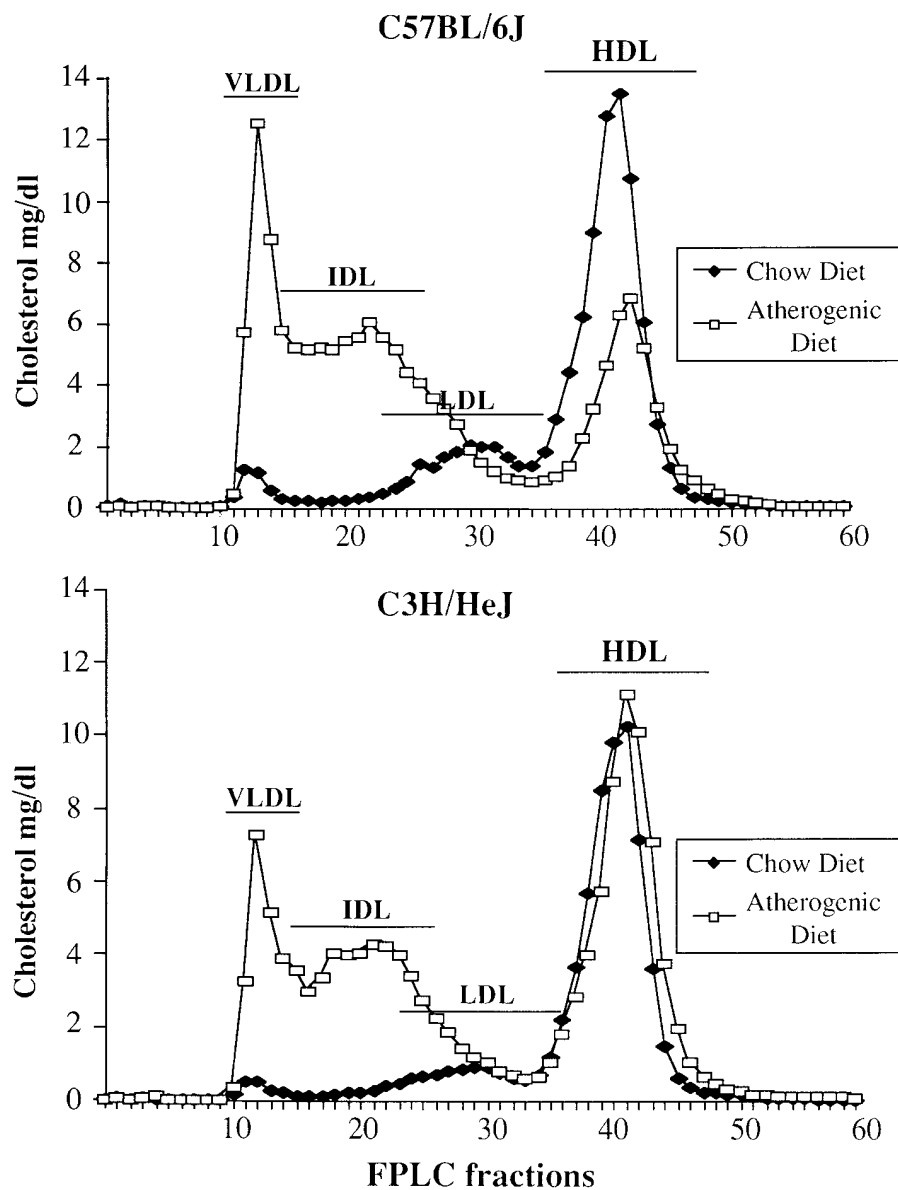 C57BL/6J
HDL
14
VLDL
12
10
Cholesterol mg/dl
8
IDL
Chow Diet
6
Atherogenic
Diet
4
LDL
2
0
10 20 30 40 50 60
14
C3H/HeJ
12
HDL
10
Cholesterol mg/dl
8
VLDL
Chow Diet
6
Atherogenic
Diet
IDL
4
LDL
2
0
10 20 30 40 50 60
FPLC fractions